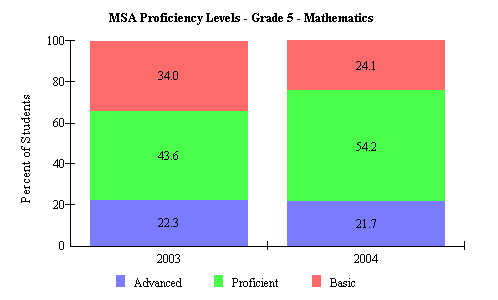 MSA Proficiency Levels - Grade 5 - Mathematics
Percent of Students
100
80
60
40
20
0
34.0
43.6
22.3
24.1
54.2
21.7
2003
2004
Advanced
Proficient
Basic